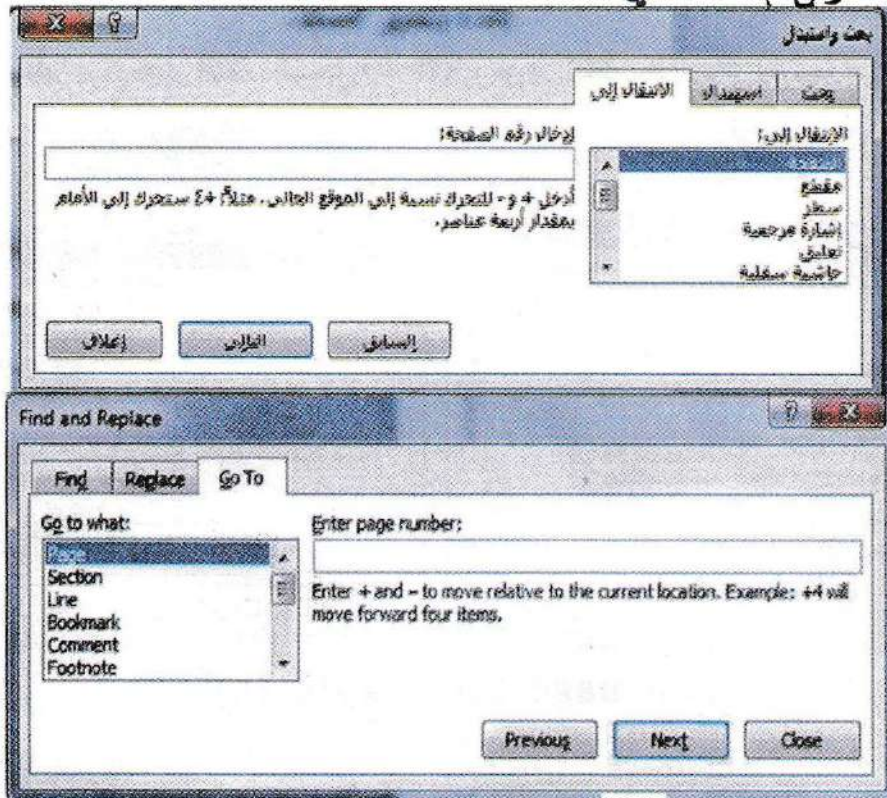 بحث واستبدال
بحث استبدال الانتقال إلى
الانتقال إلى:
إدخال رقم الصفحة:
صفحة
مقطع
سطر
إشارة مرجعية
تعليق
حاشية سفلية
أدخل + و- للتحرك نسبة إلى الموقع الحالي. مثلاً +٤ ستتحرك إلى الأمام
بمقدار أربعة عناصر.
السابق التالي إغلاق
Find and Replace
Find Replace Go To
Go to what:
Enter page number:
Page
Section
Line
Bookmark
Comment
Footnote
Enter + and – to move relative to the current location. Example: +4 will
move forward four items.
Previous Next Close